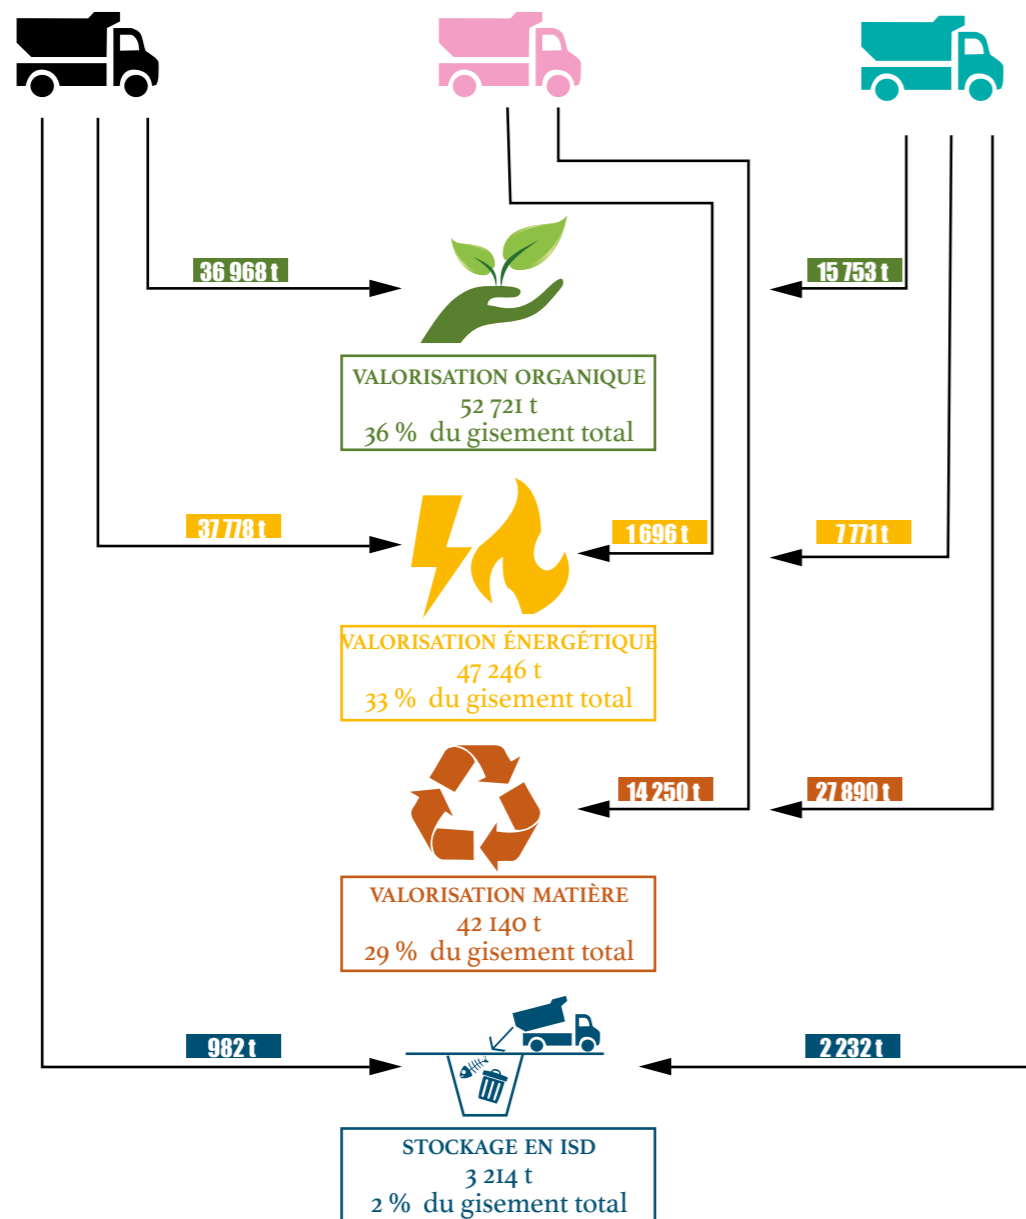 36 968 t
15 753 t
VALORISATION ORGANIQUE
52 721 t
36 % du gisement total
37 778 t
1 696 t
7 771 t
VALORISATION ÉNERGÉTIQUE
47 246 t
33 % du gisement total
14 250 t
27 890 t
VALORISATION MATIÈRE
42 140 t
29 % du gisement total
982 t
2 232 t
STOCKAGE EN ISD
3 214 t
2 % du gisement total